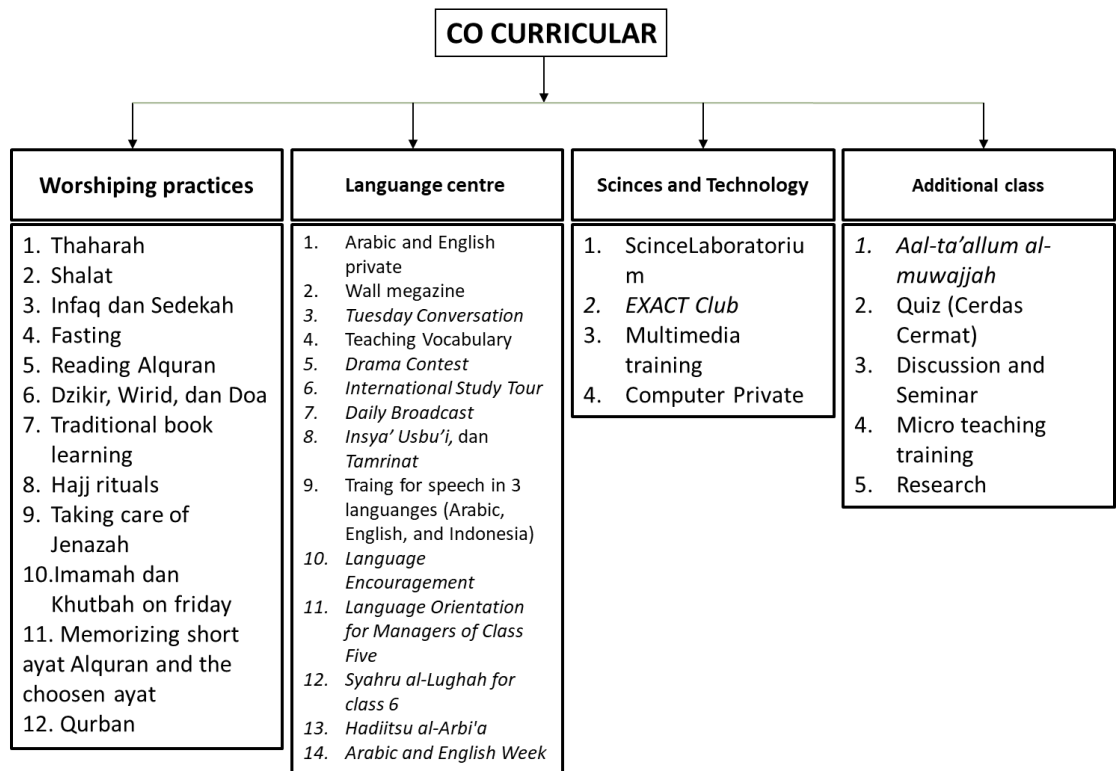 CO CURRICULAR
Worshiping practices
1. Thaharah
2. Shalat
3. Infaq dan Sedekah
4. Fasting
5. Reading Alquran
6. Dzikir, Wirid, dan Doa
7. Traditional book
learning
8. Hajj rituals
9. Taking care of
Jenazah
10.Imamah dan
Khutbah on friday
11. Memorizing short
ayat Alquran and the
choosen ayat
12. Qurban
Languange centre
1. Arabic and English
private
2. Wall megazine
3. Tuesday Conversation
4. Teaching Vocabulary
5. Drama Contest
6. International Study Tour
7. Daily Broadcast
8. Insya’ Usbu’i, dan
Tamrinat
9. Traing for speech in 3
languanges (Arabic,
English, and Indonesia)
10. Language
Encouragement
11. Language Orientation
for Managers of Class
Five
12. Syahru al-Lughah for
class 6
13. Hadiitsu al-Arbi'a
14. Arabic and English Week
Scinces and Technology
1. ScinceLaboratoriu
m
2. EXACT Club
3. Multimedia
training
4. Computer Private
Additional class
1. Aal-ta’allum al-
muwajjah
2. Quiz (Cerdas
Cermat)
3. Discussion and
Seminar
4. Micro teaching
training
5. Research